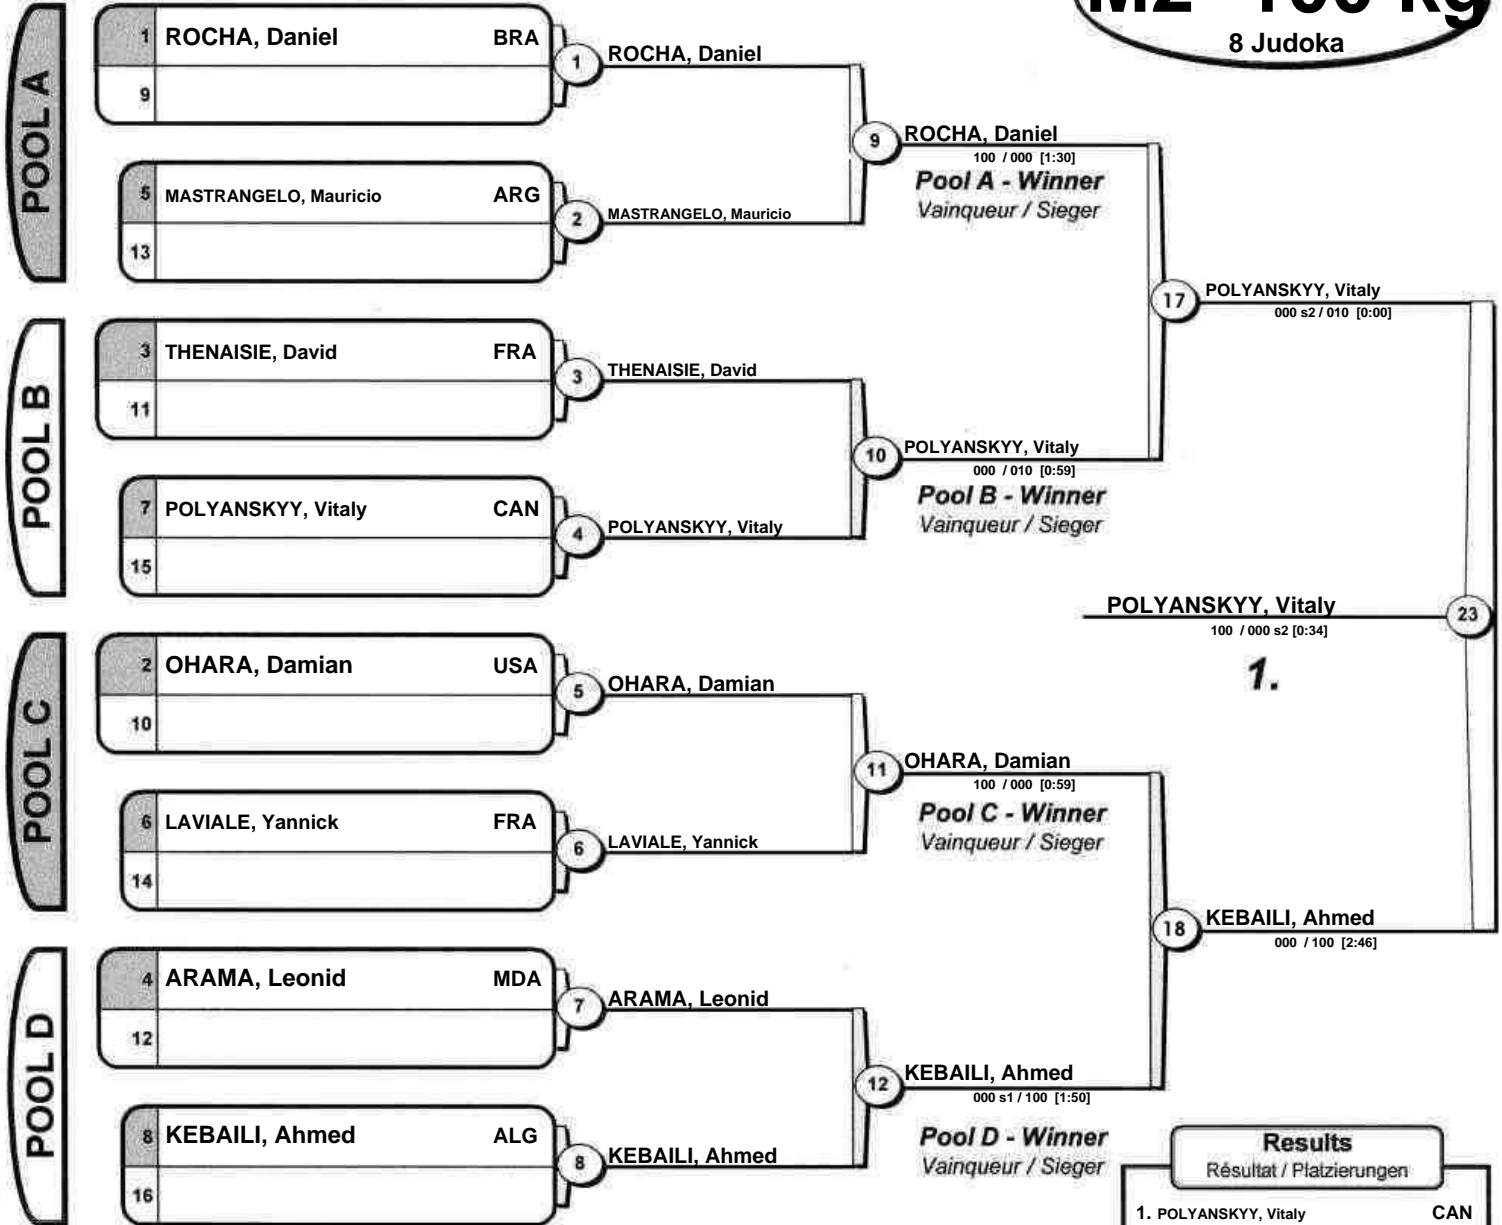 M2 -100 kg
8 Judoka
POOL A
1 ROCHA, Daniel BRA
9
1 ROCHA, Daniel
5 MASTRANGELO, Mauricio ARG
13
2 MASTRANGELO, Mauricio
9 ROCHA, Daniel
100 / 000 [1:30]
Pool A - Winner
Vainqueur / Sieger
POOL B
3 THENAISIE, David FRA
11
3 THENAISIE, David
7 POLYANSKYY, Vitaly CAN
15
4 POLYANSKYY, Vitaly
10 POLYANSKYY, Vitaly
000 / 010 [0:59]
Pool B - Winner
Vainqueur / Sieger
17 POLYANSKYY, Vitaly
000 s2 / 010 [0:00]
POLYANSKYY, Vitaly 23
100 / 000 s2 [0:34]
1.
POOL C
2 OHARA, Damian USA
10
5 OHARA, Damian
6 LAVIALE, Yannick FRA
14
6 LAVIALE, Yannick
11 OHARA, Damian
100 / 000 [0:59]
Pool C - Winner
Vainqueur / Sieger
18 KEBAILI, Ahmed
000 / 100 [2:46]
POOL D
4 ARAMA, Leonid MDA
12
7 ARAMA, Leonid
8 KEBAILI, Ahmed ALG
16
8 KEBAILI, Ahmed
12 KEBAILI, Ahmed
000 s1 / 100 [1:50]
Pool D - Winner
Vainqueur / Sieger
Results
Résultat / Platzierungen
1. POLYANSKYY, Vitaly CAN